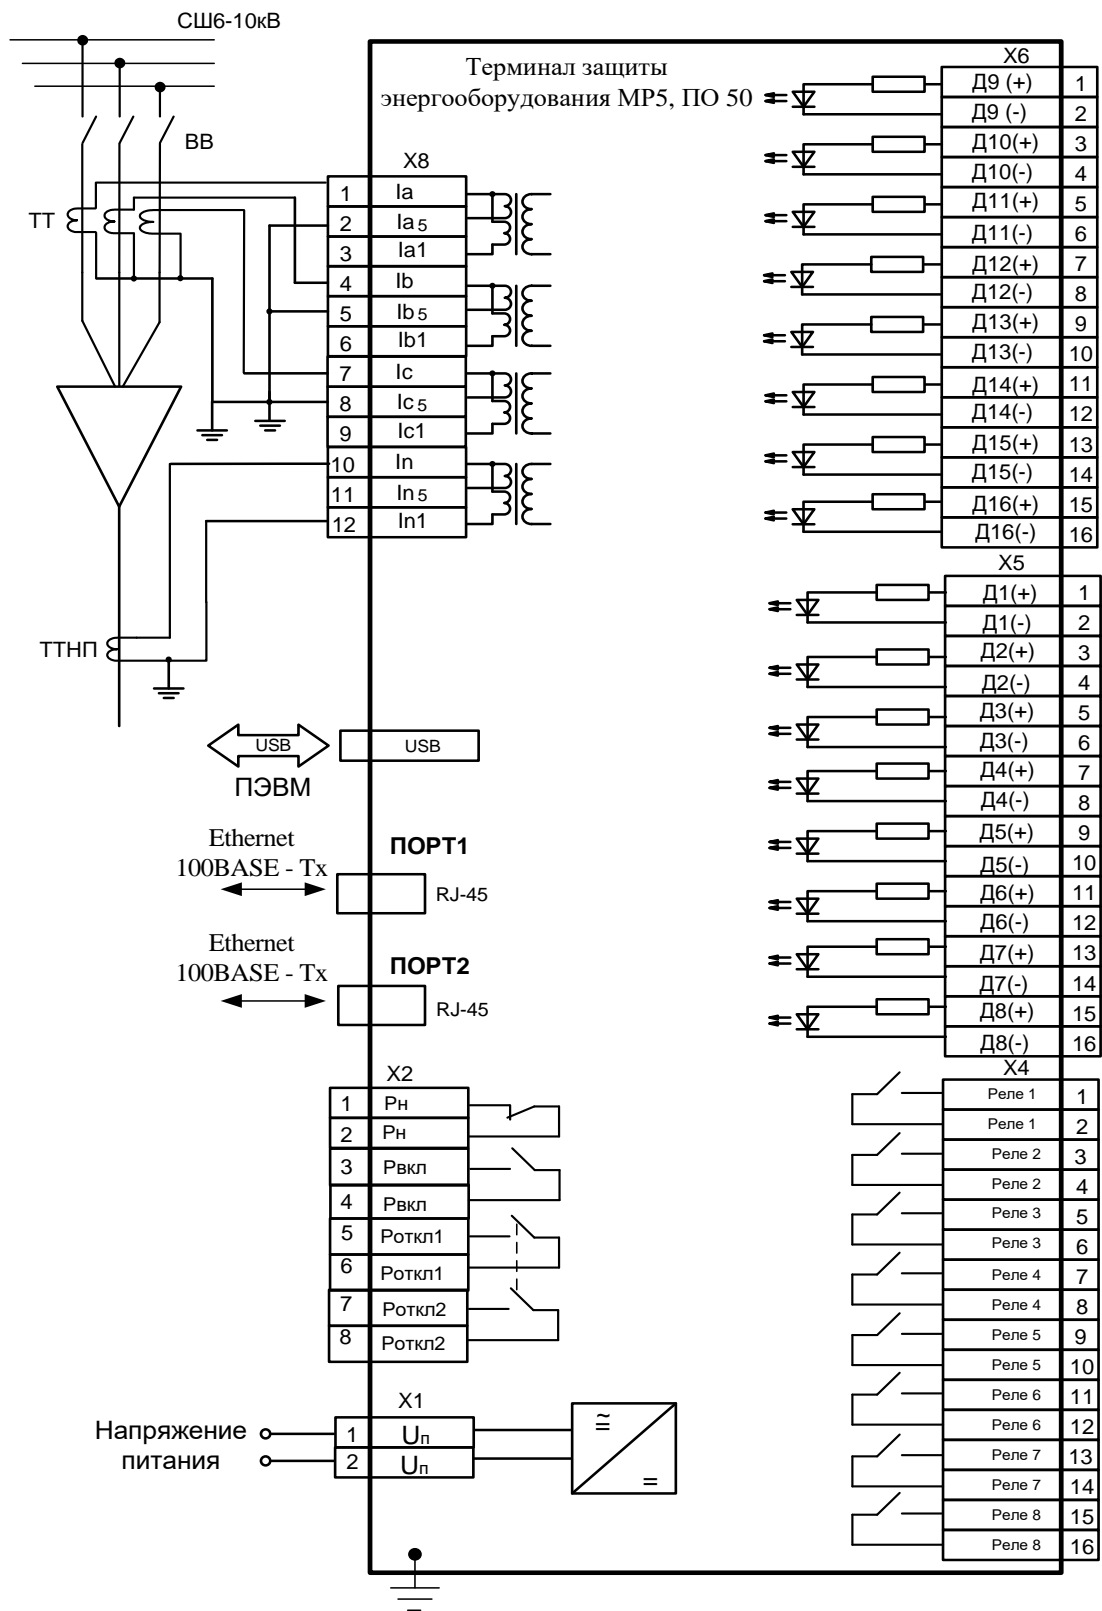 СШ6-10кВ
Терминал защиты
энергооборудования МР5, ПО 50
ВВ
ТТ
X8
1 Ia
2 Ia5
3 Ia1
4 Ib
5 Ib5
6 Ib1
7 Ic
8 Ic5
9 Ic1
10 In
11 In5
12 In1
ТТНП
USB
USB
ПЭВМ
Ethernet
100BASE - Tx
ПОРТ1
RJ-45
Ethernet
100BASE - Tx
ПОРТ2
RJ-45
X2
1 Рн
2 Рн
3 Рвкл
4 Рвкл
5 Роткл1
6 Роткл1
7 Роткл2
8 Роткл2
X1
Напряжение
питания
1 Uп
2 Uп
≅
=
X6
Д9 (+) 1
Д9 (-) 2
Д10(+) 3
Д10(-) 4
Д11(+) 5
Д11(-) 6
Д12(+) 7
Д12(-) 8
Д13(+) 9
Д13(-) 10
Д14(+) 11
Д14(-) 12
Д15(+) 13
Д15(-) 14
Д16(+) 15
Д16(-) 16
X5
Д1(+) 1
Д1(-) 2
Д2(+) 3
Д2(-) 4
Д3(+) 5
Д3(-) 6
Д4(+) 7
Д4(-) 8
Д5(+) 9
Д5(-) 10
Д6(+) 11
Д6(-) 12
Д7(+) 13
Д7(-) 14
Д8(+) 15
Д8(-) 16
X4
Реле 1 1
Реле 1 2
Реле 2 3
Реле 2 4
Реле 3 5
Реле 3 6
Реле 4 7
Реле 4 8
Реле 5 9
Реле 5 10
Реле 6 11
Реле 6 12
Реле 7 13
Реле 7 14
Реле 8 15
Реле 8 16